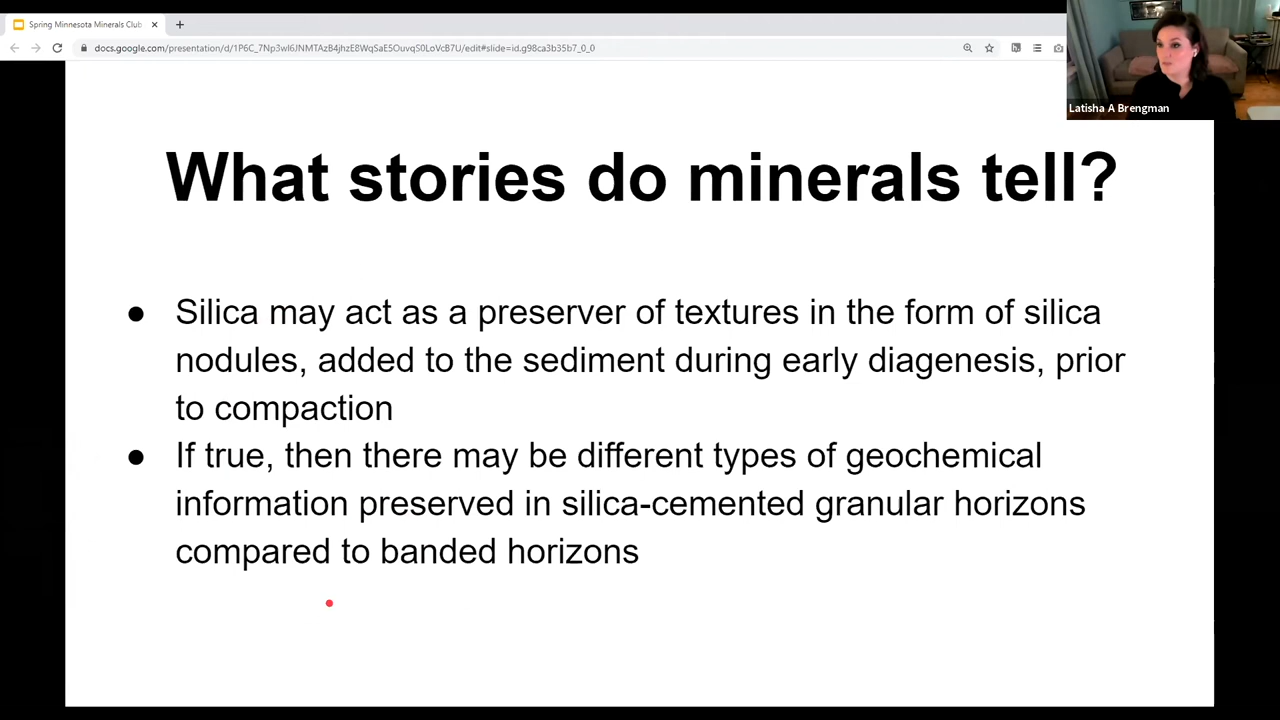 Spring Minnesota Minerals Club
docs.google.com/presentation/d/1P6C_7Np3wI6JNMTAzB4jhzE8WqSaE5OuvqS0LoVcB7U/edit#slide=id.g98ca3b35b7_0_0
Latisha A Brengman
What stories do minerals tell?
● Silica may act as a preserver of textures in the form of silica
nodules, added to the sediment during early diagenesis, prior
to compaction
● If true, then there may be different types of geochemical
information preserved in silica-cemented granular horizons
compared to banded horizons